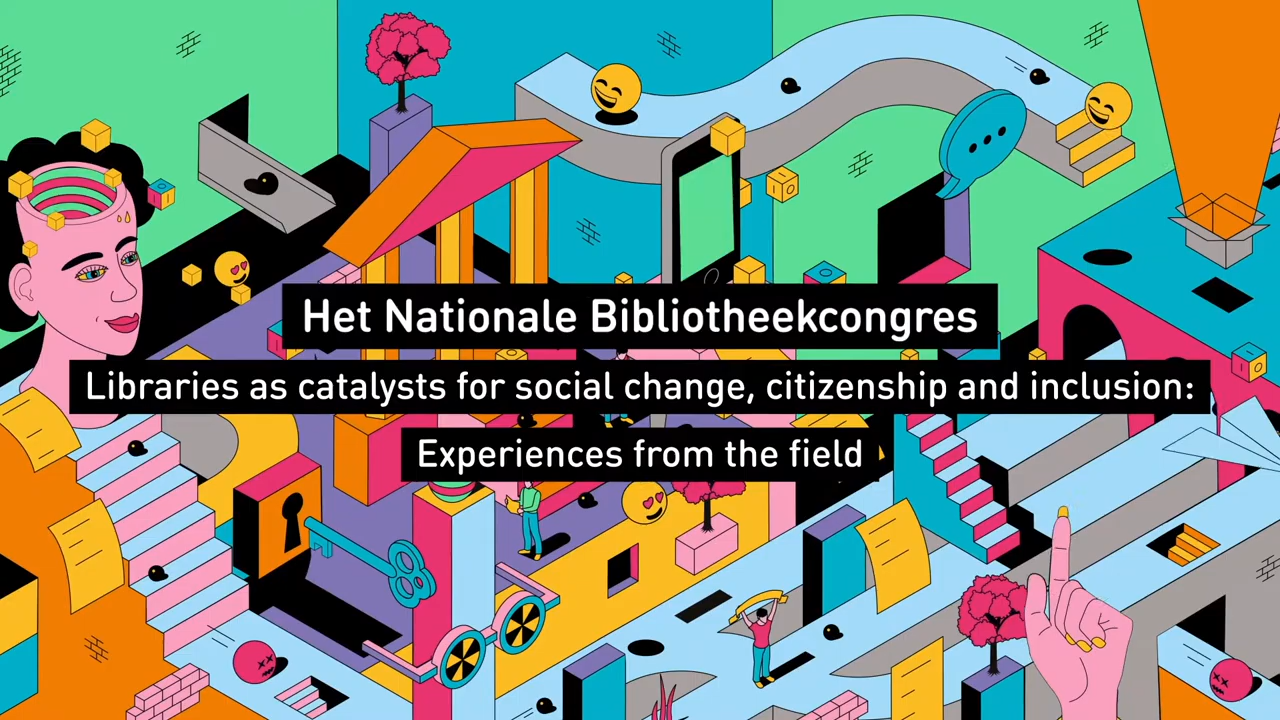 Het Nationale Bibliotheekcongres
Libraries as catalysts for social change, citizenship and inclusion:
Experiences from the field